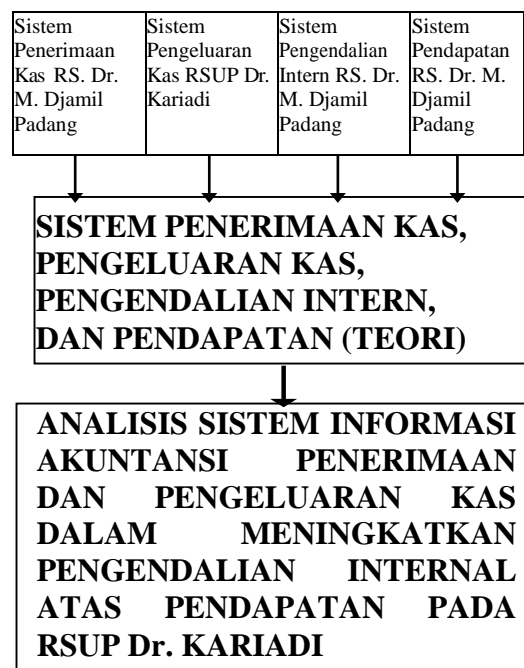 Sistem
Penerimaan
Kas RS. Dr.
M. Djamil
Padang
Sistem
Pengeluaran
Kas RSUP Dr.
Kariadi
Sistem
Pengendalian
Intern RS. Dr.
M. Djamil
Padang
Sistem
Pendapatan
RS. Dr. M.
Djamil
Padang
SISTEM PENERIMAAN KAS,
PENGELUARAN KAS,
PENGENDALIAN INTERN,
DAN PENDAPATAN (TEORI)
ANALISIS SISTEM INFORMASI
AKUNTANSI PENERIMAAN
DAN PENGELUARAN KAS
DALAM MENINGKATKAN
PENGENDALIAN INTERNAL
ATAS PENDAPATAN PADA
RSUP Dr. KARIADI